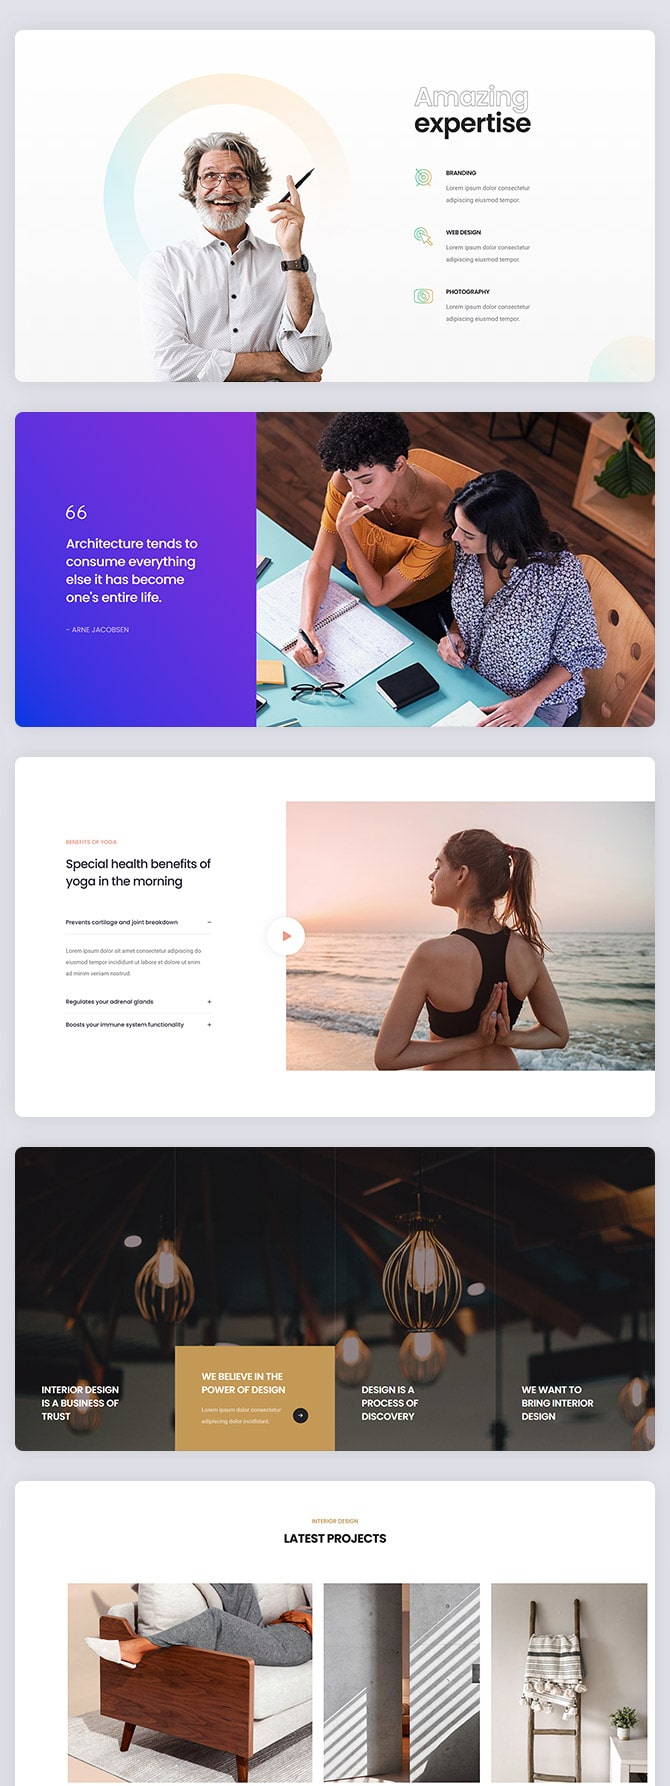 Amazing
expertise
BRANDING
Lorem ipsum dolor consectetur
adipiscing eiusmod tempor.
WEB DESIGN
Lorem ipsum dolor consectetur
adipiscing eiusmod tempor.
PHOTOGRAPHY
Lorem ipsum dolor consectetur
adipiscing eiusmod tempor.
66
Architecture tends to
consume everything
else it has become
one's entire life.
- ARNE JACOBSEN
BENEFITS OF YOGA
Special health benefits of
yoga in the morning
Prevents cartilage and joint breakdown −
Lorem ipsum dolor sit amet consectetur adipiscing do
eiusmod tempor incididunt ut labore et dolore ut enim
ad minim veniam nostrud.
Regulates your adrenal glands +
Boosts your immune system functionality +
INTERIOR DESIGN
IS A BUSINESS OF
TRUST
WE BELIEVE IN THE
POWER OF DESIGN
Lorem ipsum dolor consectetur
adipiscing dolor incididunt.
DESIGN IS A
PROCESS OF
DISCOVERY
WE WANT TO
BRING INTERIOR
DESIGN
INTERIOR DESIGN
LATEST PROJECTS